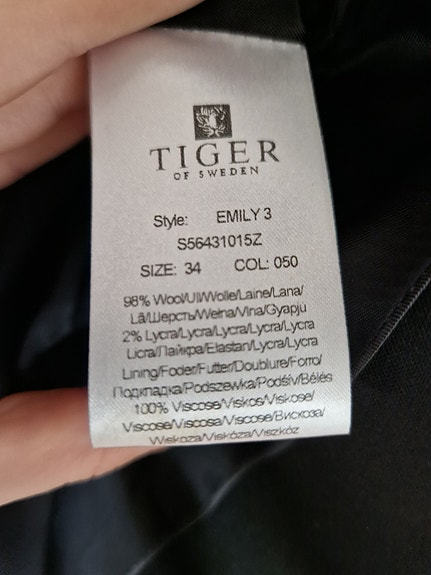 TIGER
OF SWEDEN
Style: EMILY 3
S56431015Z
SIZE: 34 COL: 050
98% Wool/Ull/Wolle/Laine/Lana/
Lã/Шерсть/Wełna/Vlna/Gyapjú
2% Lycra/Lycra/Lycra/Lycra/Lycra
Licra/Лайкра/Elastan/Lycra/Lycra
Lining/Foder/Futter/Doublure/Forro/
Подкладка/Podszewka/Podšív/Bélés
100% Viscose/Viskos/Viskose/
Viscose/Viscosa/Viscose/Вискоза/
Wiskoza/Viskóza/Viszkóz